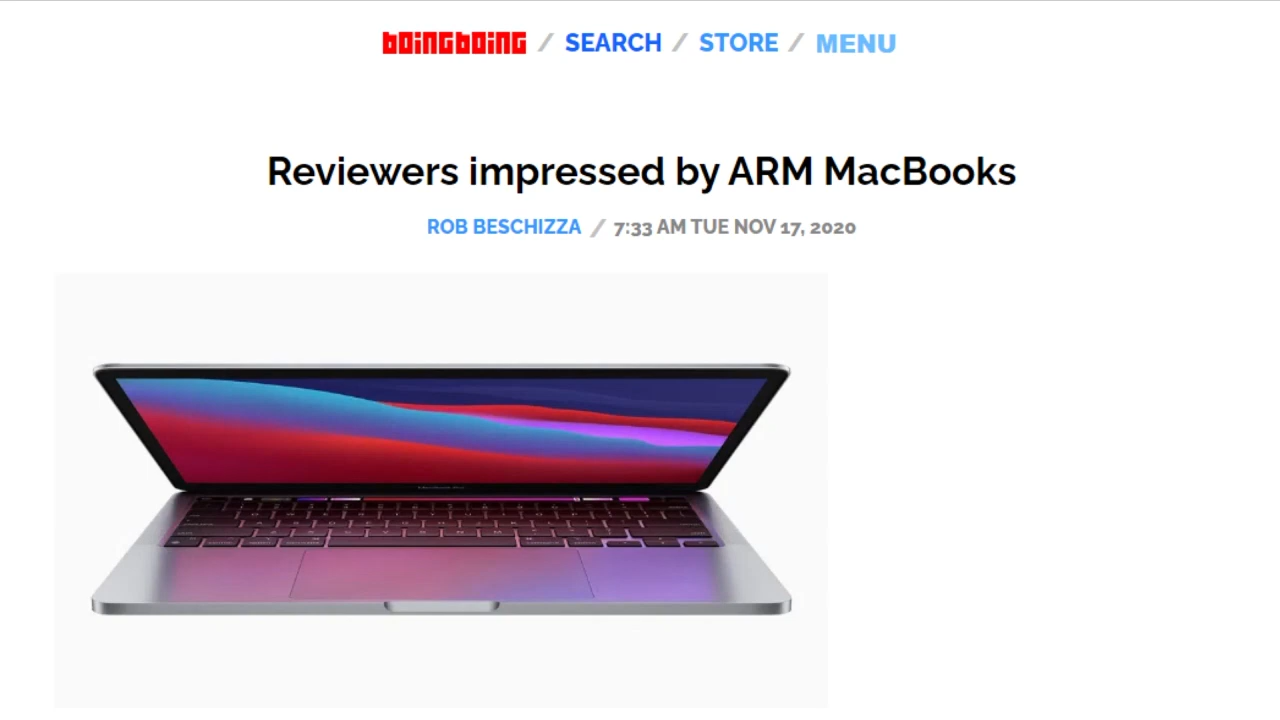 boingboing / SEARCH / STORE / MENU
Reviewers impressed by ARM MacBooks
ROB BESCHIZZA / 7:33 AM TUE NOV 17, 2020